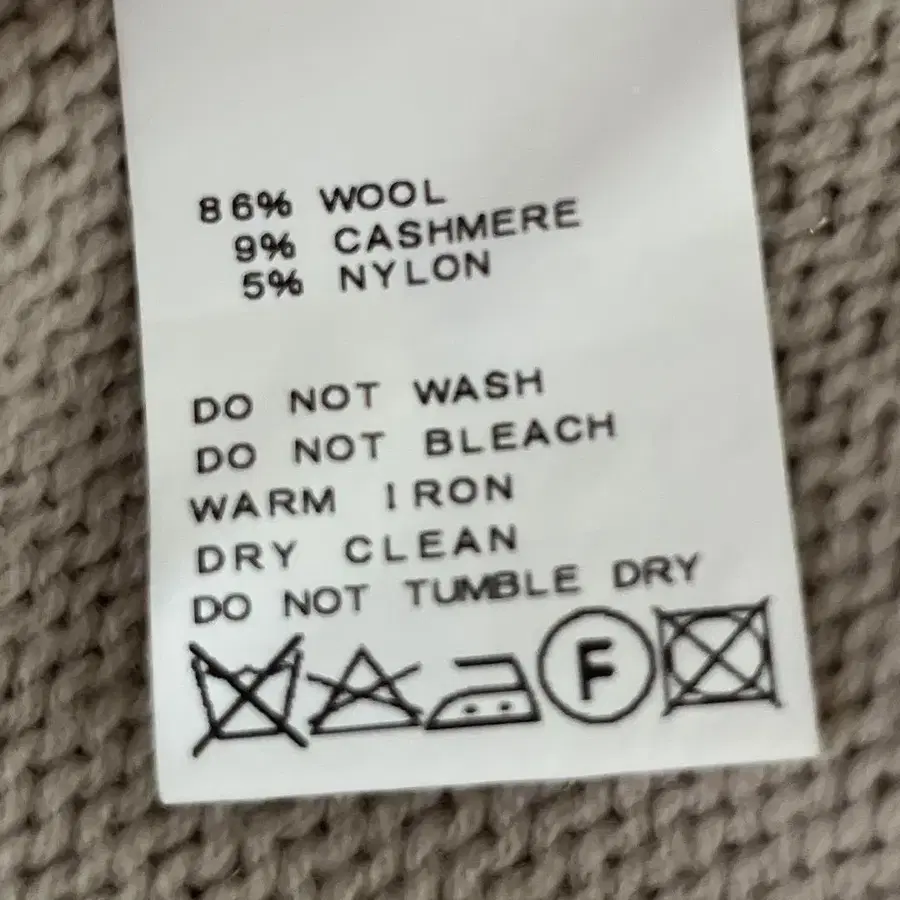 86% WOOL
9% CASHMERE
5% NYLON
DO NOT WASH
DO NOT BLEACH
WARM IRON
DRY CLEAN
DO NOT TUMBLE DRY
F